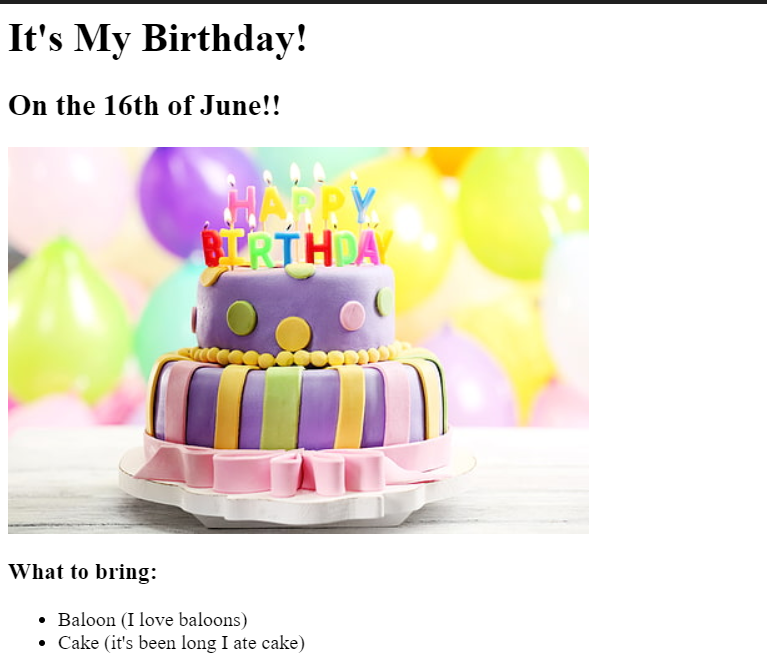 It's My Birthday!
On the 16th of June!!
HAPPY
BIRTHDAY
What to bring:
Baloon (I love baloons)
Cake (it's been long I ate cake)